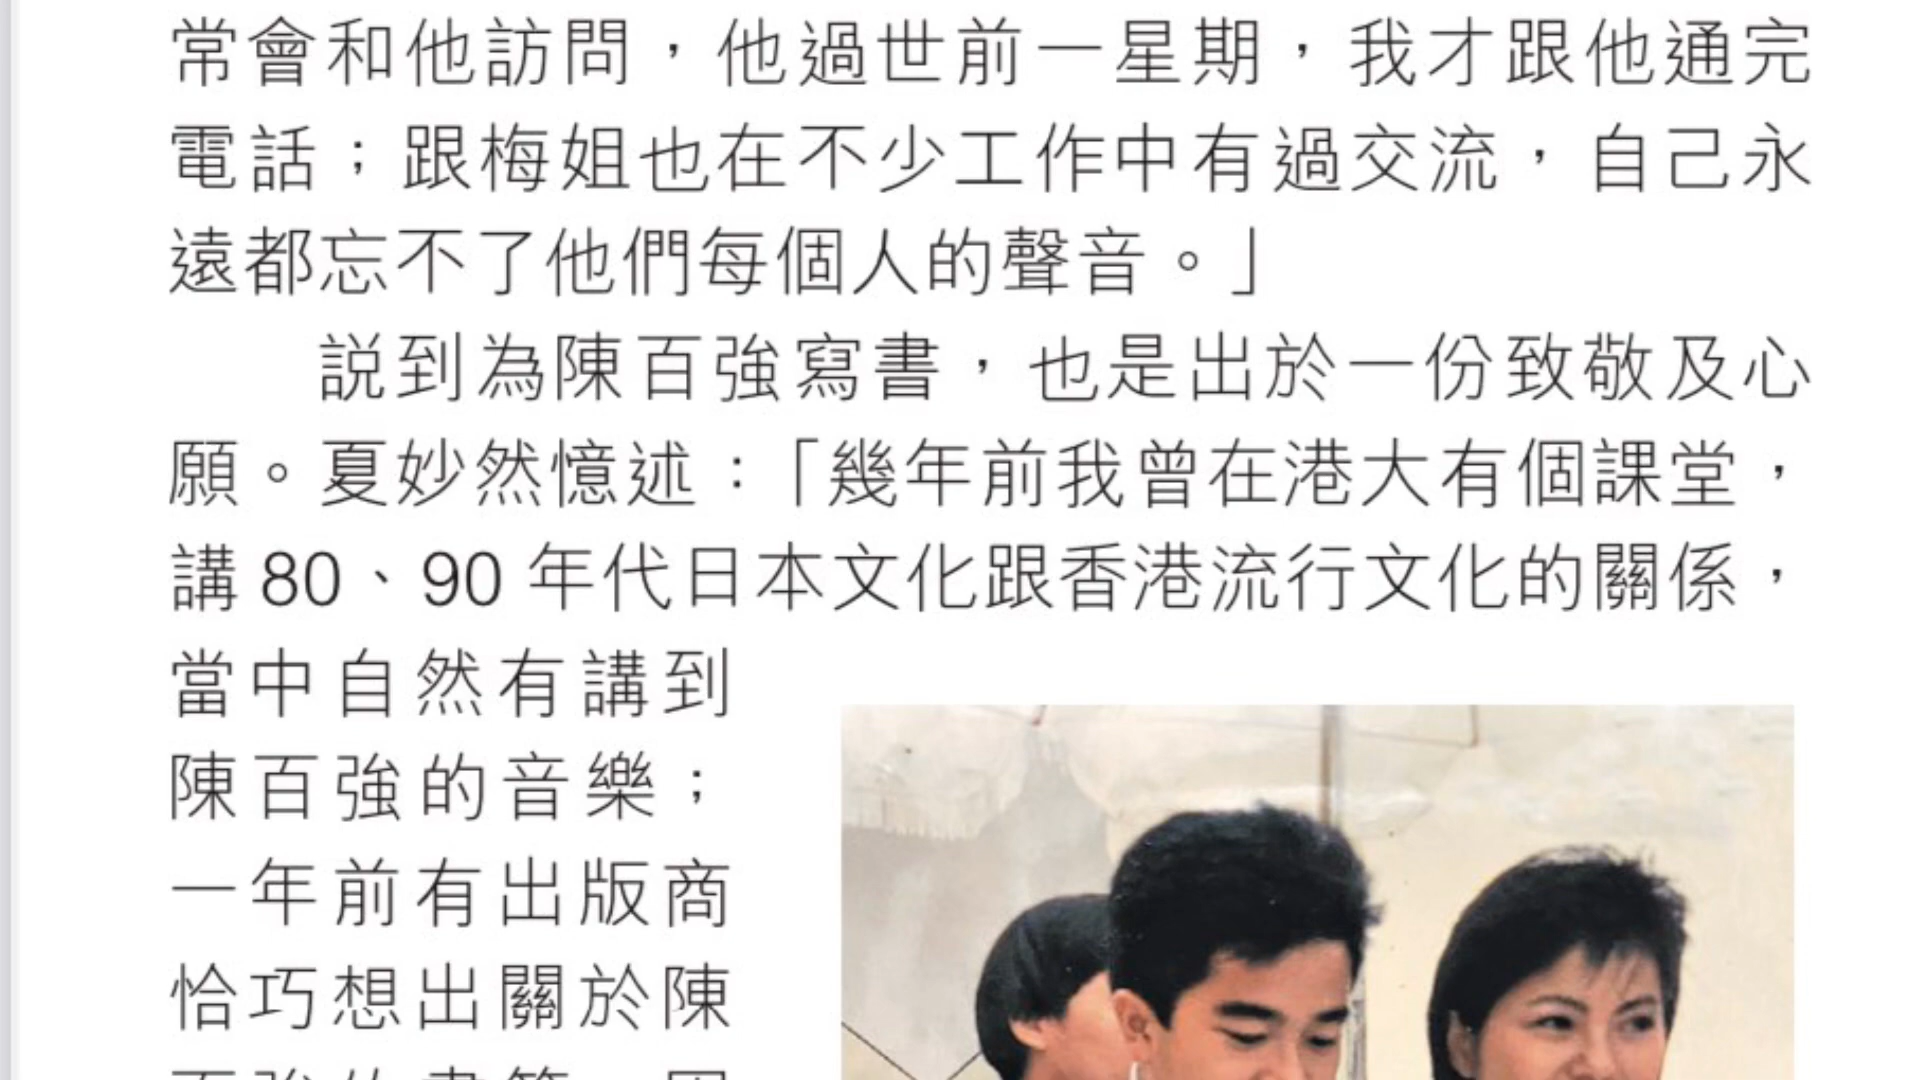 常會和他訪問，他過世前一星期，我才跟他通完
電話；跟梅姐也在不少工作中有過交流，自己永
遠都忘不了他們每個人的聲音。」
説到為陳百強寫書，也是出於一份致敬及心
願。夏妙然憶述：「幾年前我曾在港大有個課堂，
講 80、90 年代日本文化跟香港流行文化的關係，
當中自然有講到
陳百強的音樂；
一年前有出版商
恰巧想出關於陳